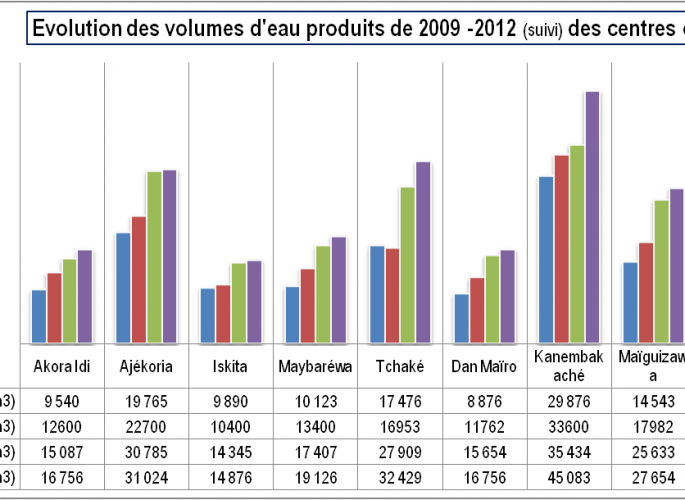 Evolution des volumes d'eau produits de 2009 -2012 (suivi) des centres
Akora Idi Ajékoria Iskita Maybaréwa Tchaké Dan Maïro Kanembak Maïguizaw
aché a
3) 9 540 19 765 9 890 10 123 17 476 8 876 29 876 14 543
3) 12600 22700 10400 13400 16953 11762 33600 17982
3) 15 087 30 785 14 345 17 407 27 909 15 654 35 434 25 633
3) 16 756 31 024 14 876 19 126 32 429 16 756 45 083 27 654